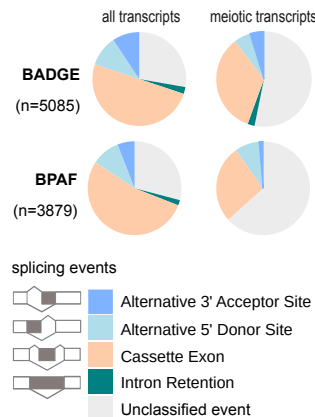 all transcripts meiotic transcripts
BADGE
(n=5085)
BPAF
(n=3879)
splicing events
Alternative 3' Acceptor Site
Alternative 5' Donor Site
Cassette Exon
Intron Retention
Unclassified event